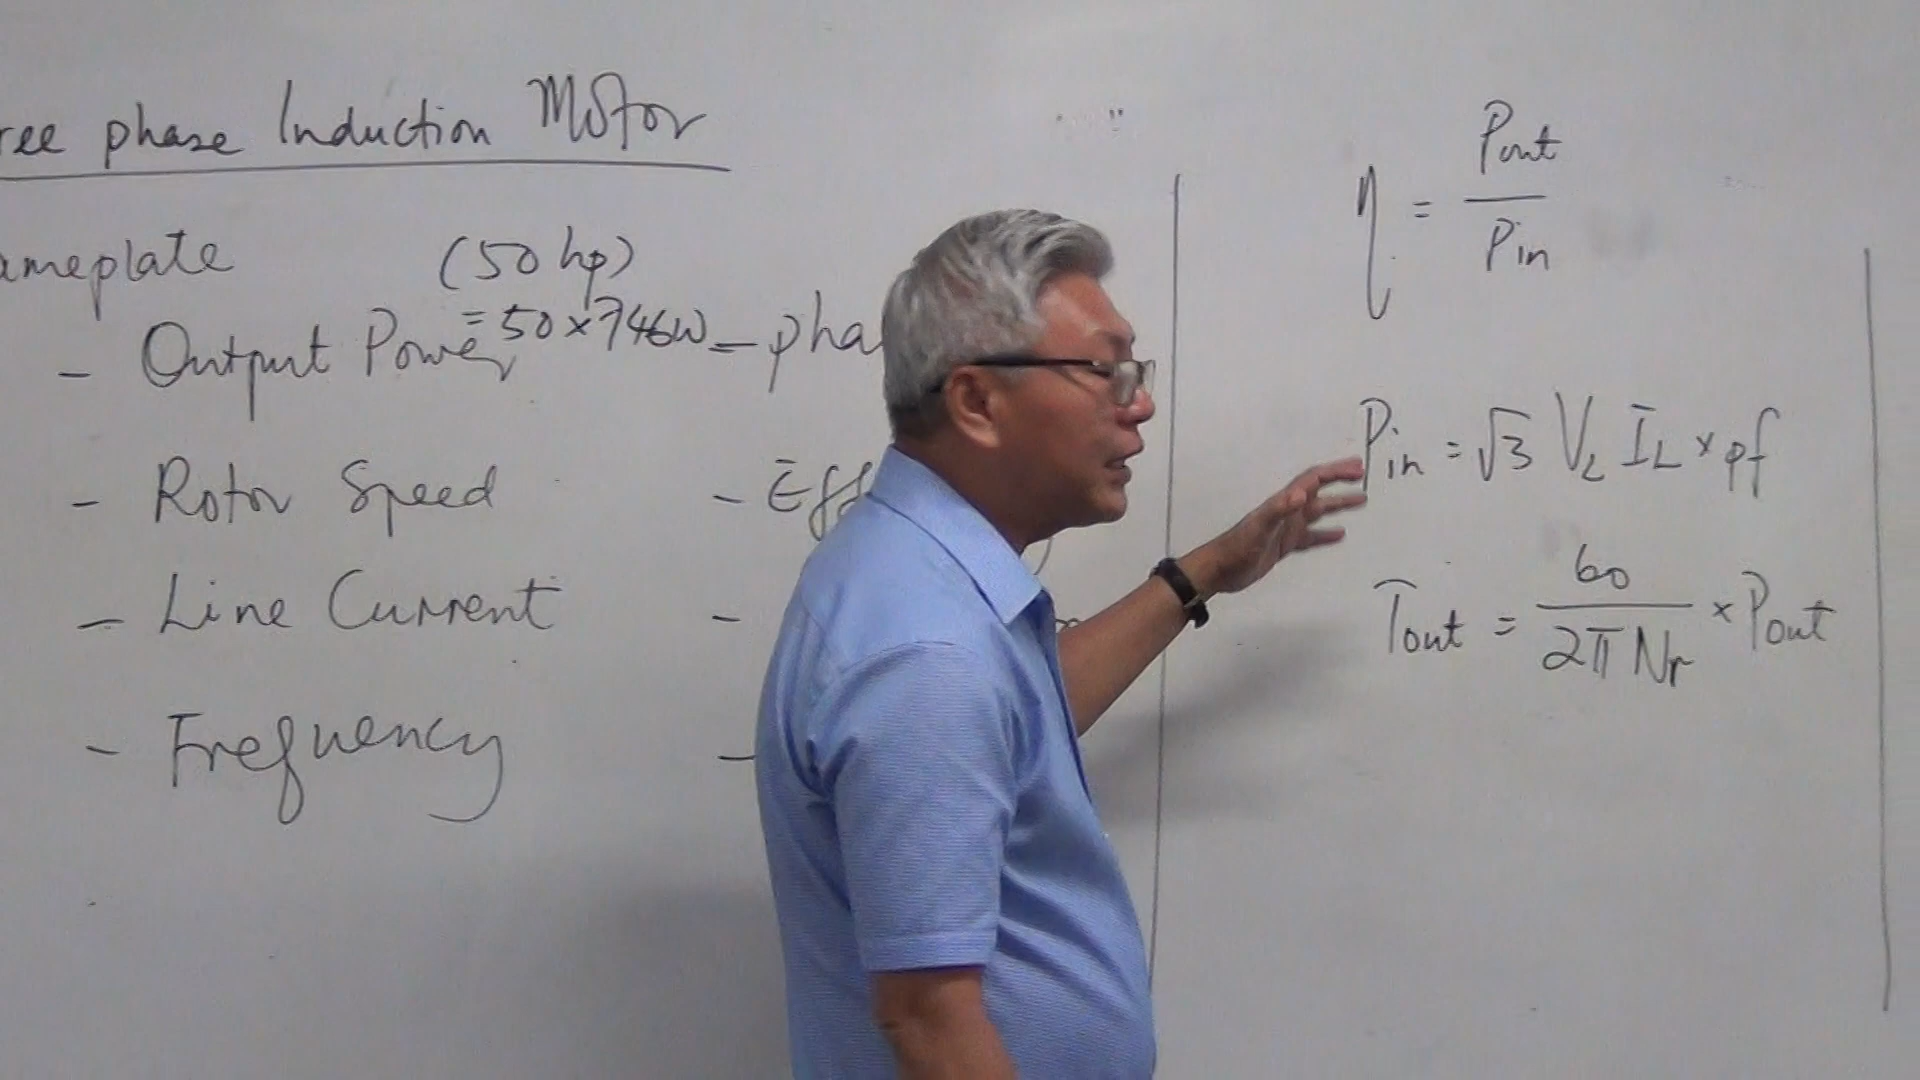 ree phase Induction Motor
ameplate (50 hp)
- Output Power = 50 x 746W
- Rotor Speed
- Line Current
- Frequency
- pha
- Eff
-
-
η = Pout / Pin
Pin = √3 VL IL x pf
Tout = 60 / 2π Nr x Pout